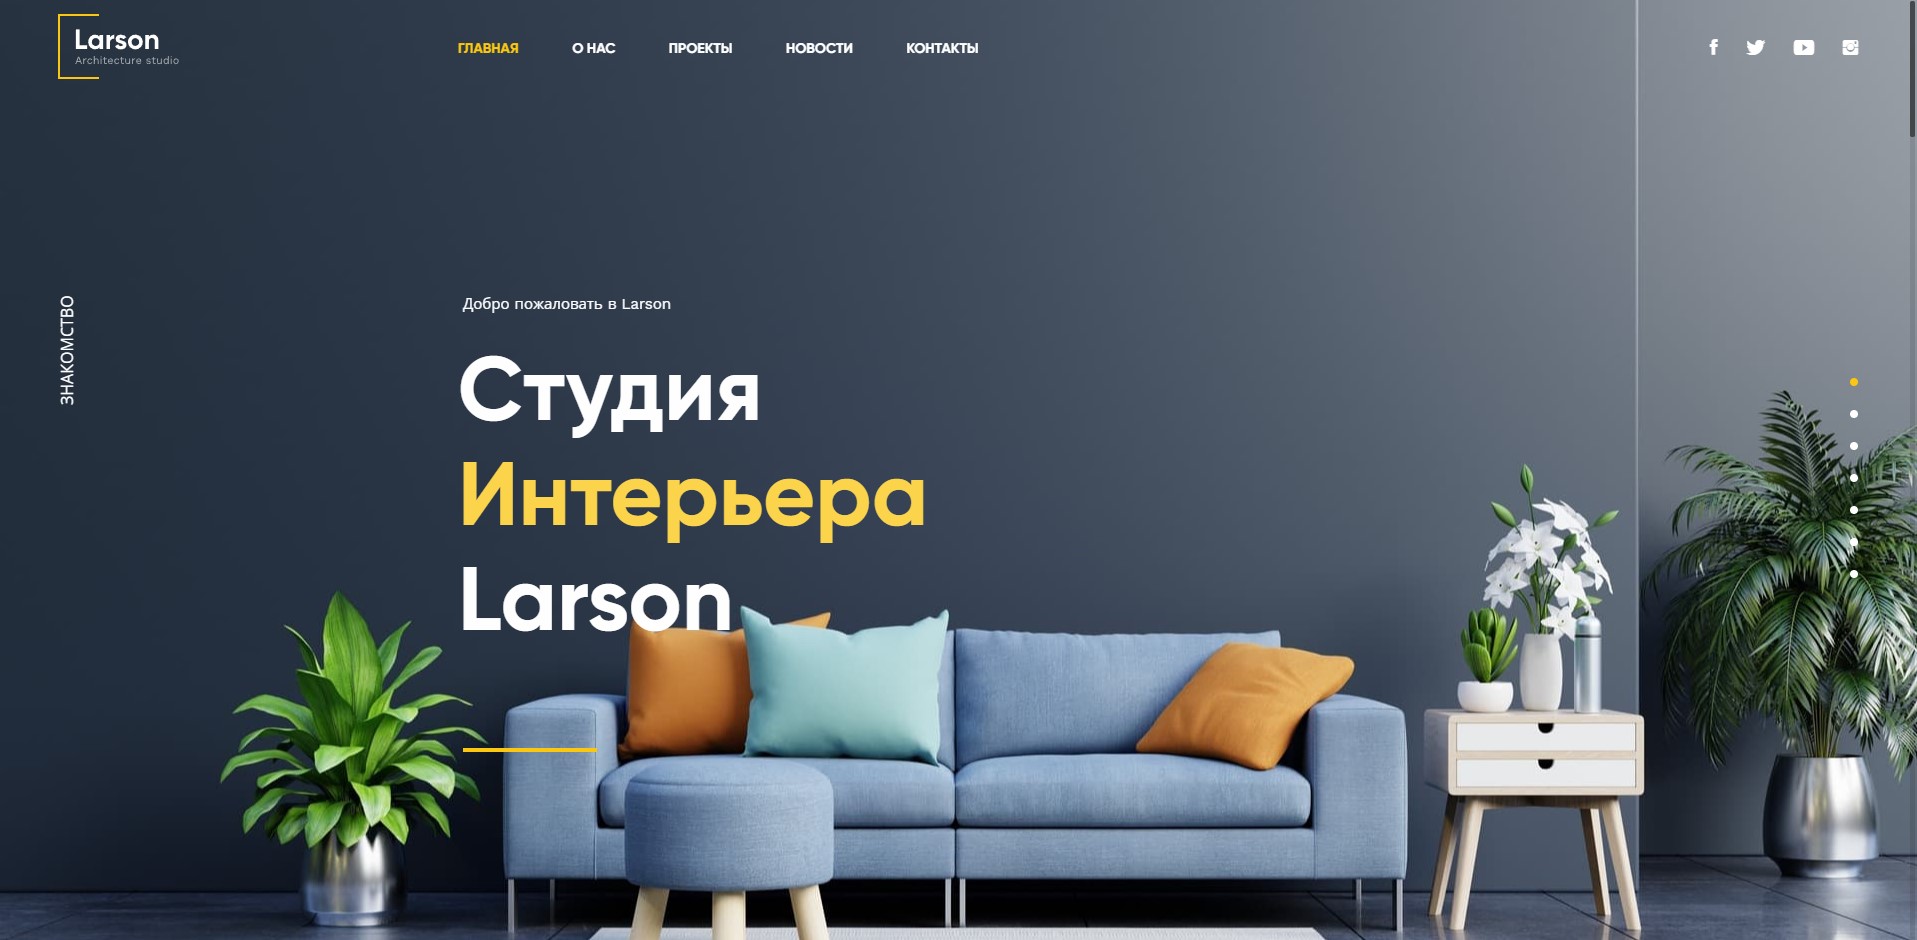 Larson
Architecture studio
ГЛАВНАЯ
О НАС
ПРОЕКТЫ
НОВОСТИ
КОНТАКТЫ
ЗНАКОМСТВО
Добро пожаловать в Larson
Студия
Интерьера
Larson